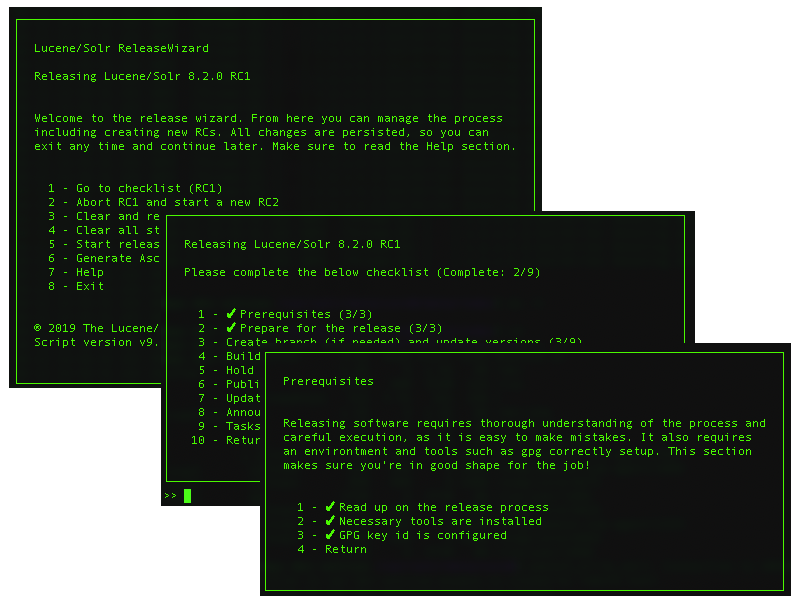 Lucene/Solr ReleaseWizard
Releasing Lucene/Solr 8.2.0 RC1
Welcome to the release wizard. From here you can manage the process
including creating new RCs. All changes are persisted, so you can
exit any time and continue later. Make sure to read the Help section.
1 - Go to checklist (RC1)
2 - Abort RC1 and start a new RC2
3 - Clear and re
4 - Clear all st
5 - Start releas
6 - Generate Asc
7 - Help
8 - Exit
© 2019 The Lucene/
Script version v9.
Releasing Lucene/Solr 8.2.0 RC1
Please complete the below checklist (Complete: 2/9)
1 - ✓ Prerequisites (3/3)
2 - ✓ Prepare for the release (3/3)
3 - Create branch (if needed) and update versions (3/9)
4 - Build
5 - Hold
6 - Publi
7 - Updat
8 - Annou
9 - Tasks
10 - Retur
>>
Prerequisites
Releasing software requires thorough understanding of the process and
careful execution, as it is easy to make mistakes. It also requires
an environtment and tools such as gpg correctly setup. This section
makes sure you're in good shape for the job!
1 - ✓ Read up on the release process
2 - ✓ Necessary tools are installed
3 - ✓ GPG key id is configured
4 - Return